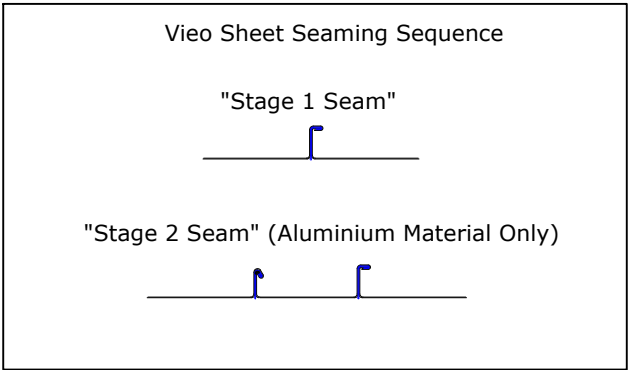 Vieo Sheet Seaming Sequence
"Stage 1 Seam"
"Stage 2 Seam" (Aluminium Material Only)